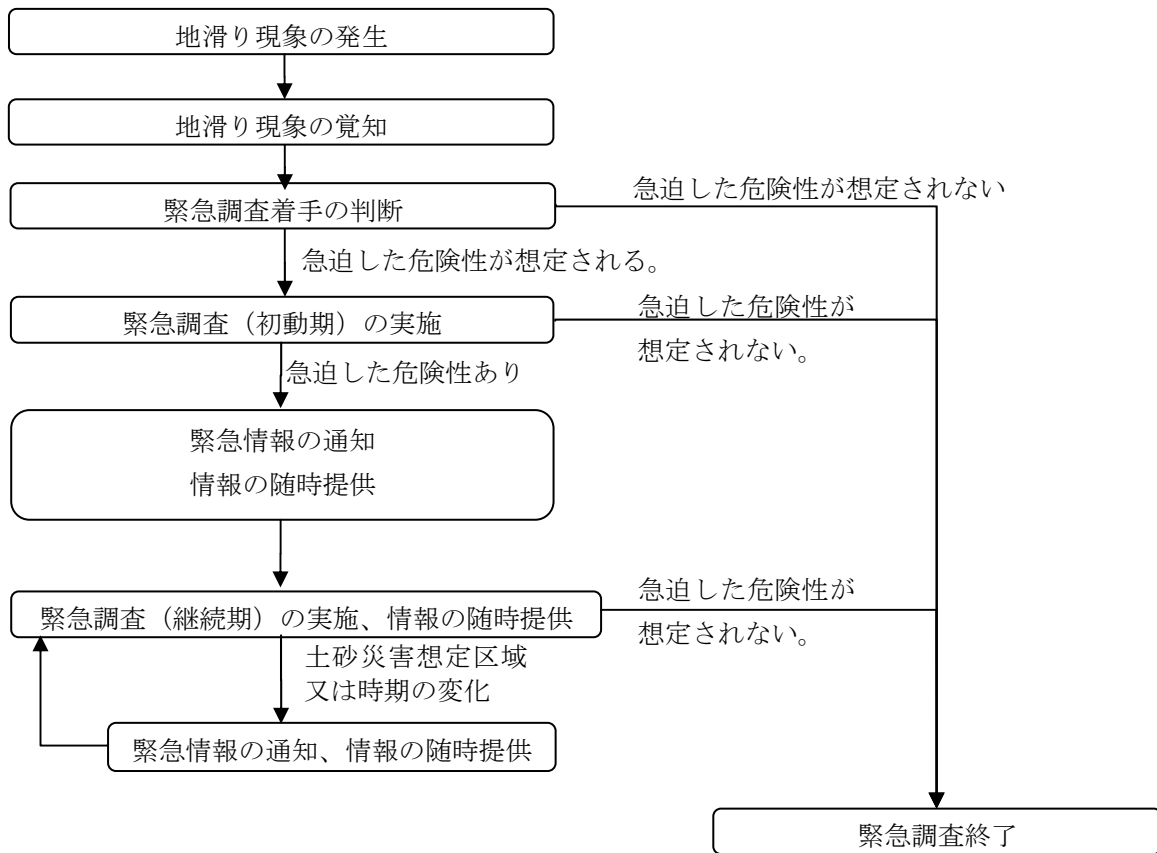 地滑り現象の発生
地滑り現象の覚知
急迫した危険性が想定されない
緊急調査着手の判断
急迫した危険性が想定される。
緊急調査（初動期）の実施
急迫した危険性が
想定されない。
急迫した危険性あり
緊急情報の通知
情報の随時提供
緊急調査（継続期）の実施、情報の随時提供
急迫した危険性が
想定されない。
土砂災害想定区域
又は時期の変化
緊急情報の通知、情報の随時提供
緊急調査終了